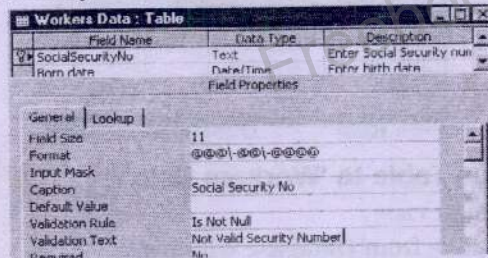 Workers Data : Table
Field Name Data Type Description
SocialSecurityNo Text Enter Social Security num
Born date Date/Time Enter birth date
Field Properties
General Lookup
Field Size 11
Format @@@\-@@\-@@@@
Input Mask
Caption Social Security No
Default Value
Validation Rule Is Not Null
Validation Text Not Valid Security Number
Required No